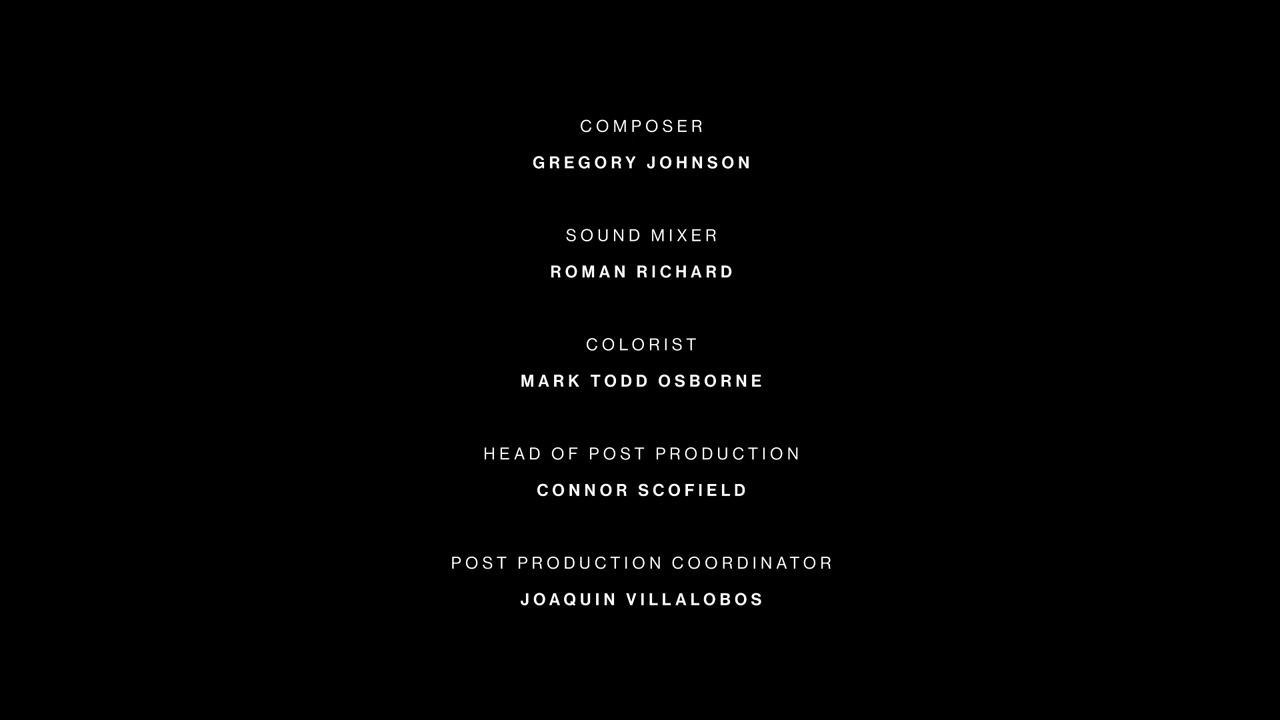 COMPOSER
GREGORY JOHNSON
SOUND MIXER
ROMAN RICHARD
COLORIST
MARK TODD OSBORNE
HEAD OF POST PRODUCTION
CONNOR SCOFIELD
POST PRODUCTION COORDINATOR
JOAQUIN VILLALOBOS